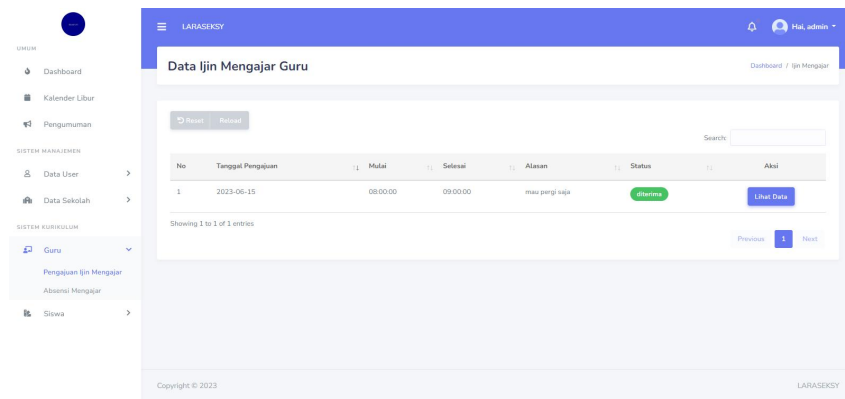 LARASEKSY
Hai, admin
UMUM
Dashboard
Kalender Libur
Pengumuman
SISTEM MANAJEMEN
Data User
Data Sekolah
SISTEM KURIKULUM
Guru
Pengajuan Ijin Mengajar
Absensi Mengajar
Siswa
Data Ijin Mengajar Guru
Dashboard / Ijin Mengajar
Reset Reload
Search:
No Tanggal Pengajuan Mulai Selesai Alasan Status Aksi
1 2023-06-15 08:00:00 09:00:00 mau pergi saja diterima Lihat Data
Showing 1 to 1 of 1 entries
Previous 1 Next
Copyright © 2023 LARASEKSY